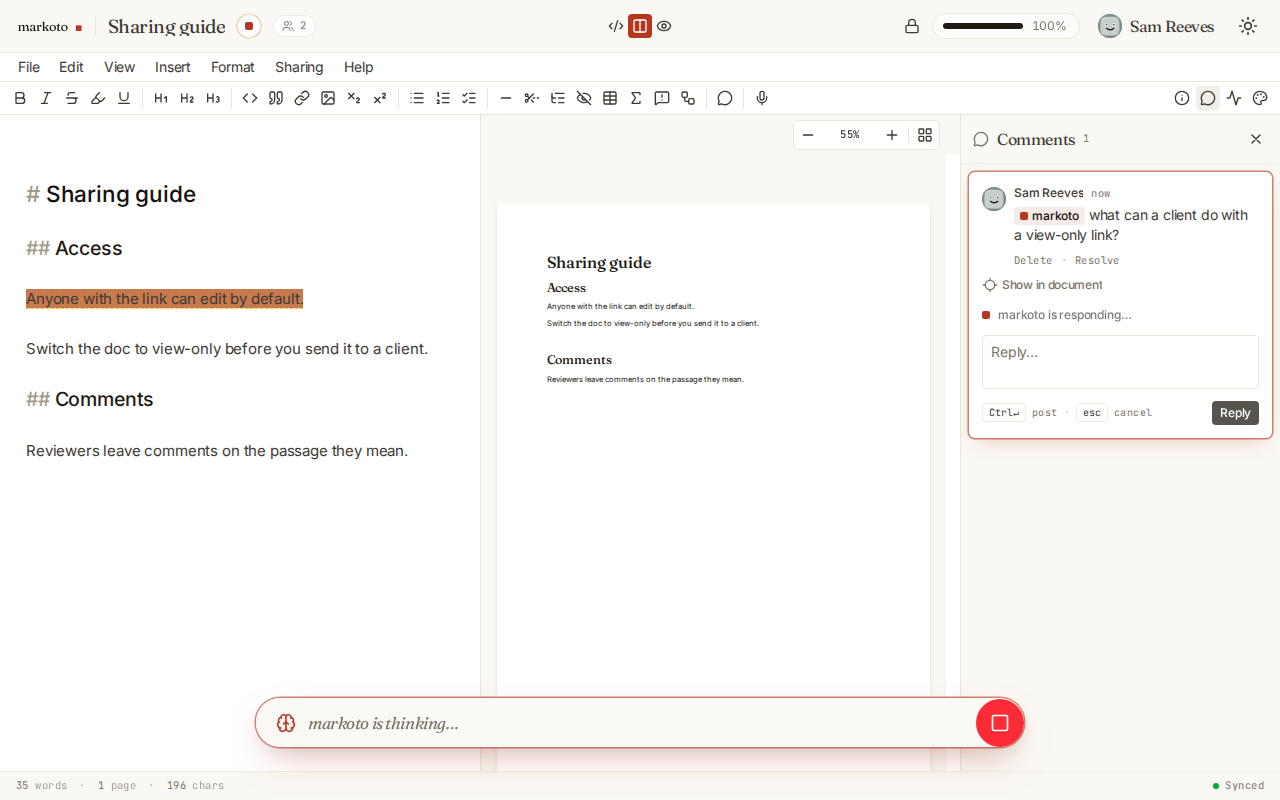 markoto
Sharing guide
2
100%
Sam Reeves
File Edit View Insert Format Sharing Help
H1 H2 H3
55%
Comments 1
# Sharing guide
## Access
Anyone with the link can edit by default.
Switch the doc to view-only before you send it to a client.
## Comments
Reviewers leave comments on the passage they mean.
Sharing guide
Access
Anyone with the link can edit by default.
Switch the doc to view-only before you send it to a client.
Comments
Reviewers leave comments on the passage they mean.
Sam Reeves now
markoto what can a client do with
a view-only link?
Delete · Resolve
Show in document
markoto is responding...
Reply...
Ctrl↵ post · esc cancel
Reply
markoto is thinking...
35 words · 1 page · 196 chars
Synced